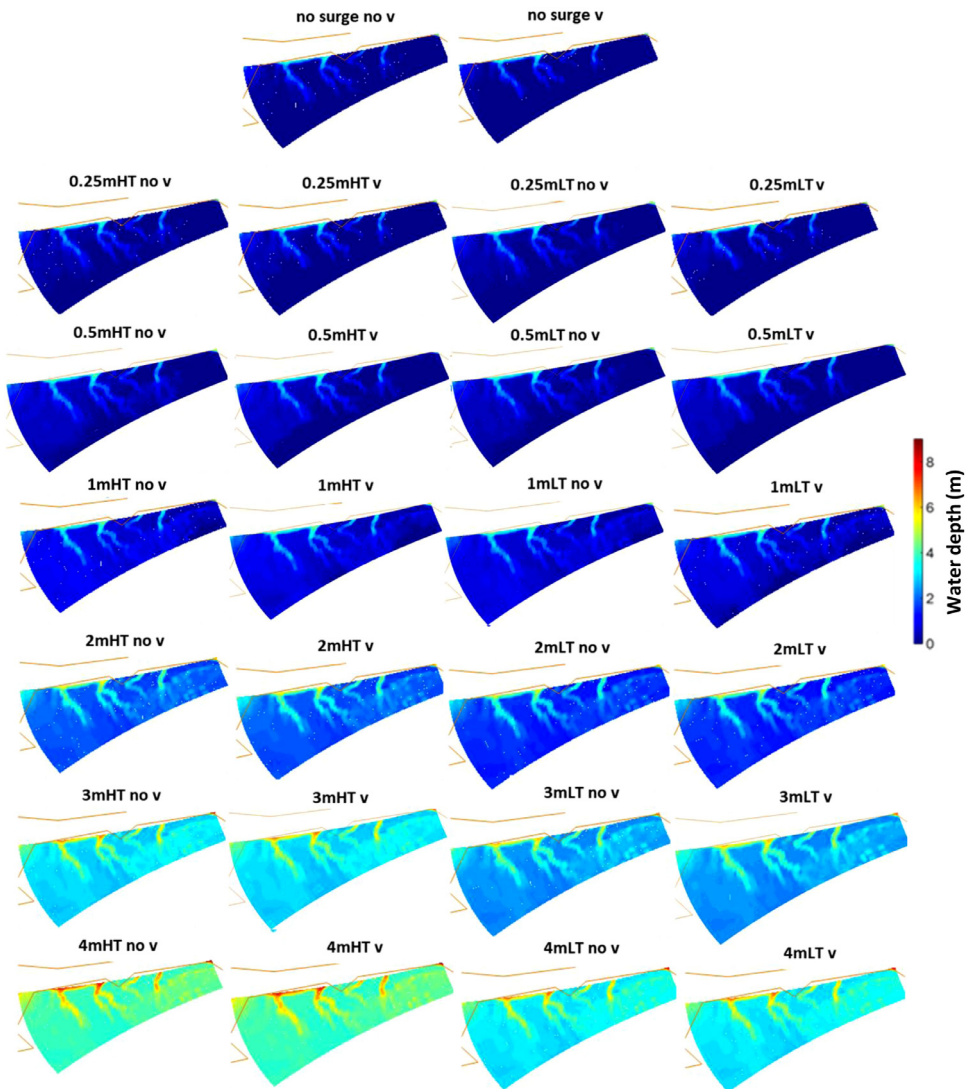 no surge no v
no surge v
0.25mHT no v
0.25mHT v
0.25mLT no v
0.25mLT v
0.5mHT no v
0.5mHT v
0.5mLT no v
0.5mLT v
1mHT no v
1mHT v
1mLT no v
1mLT v
2mHT no v
2mHT v
2mLT no v
2mLT v
3mHT no v
3mHT v
3mLT no v
3mLT v
4mHT no v
4mHT v
4mLT no v
4mLT v
8
6
4
2
0
Water depth (m)